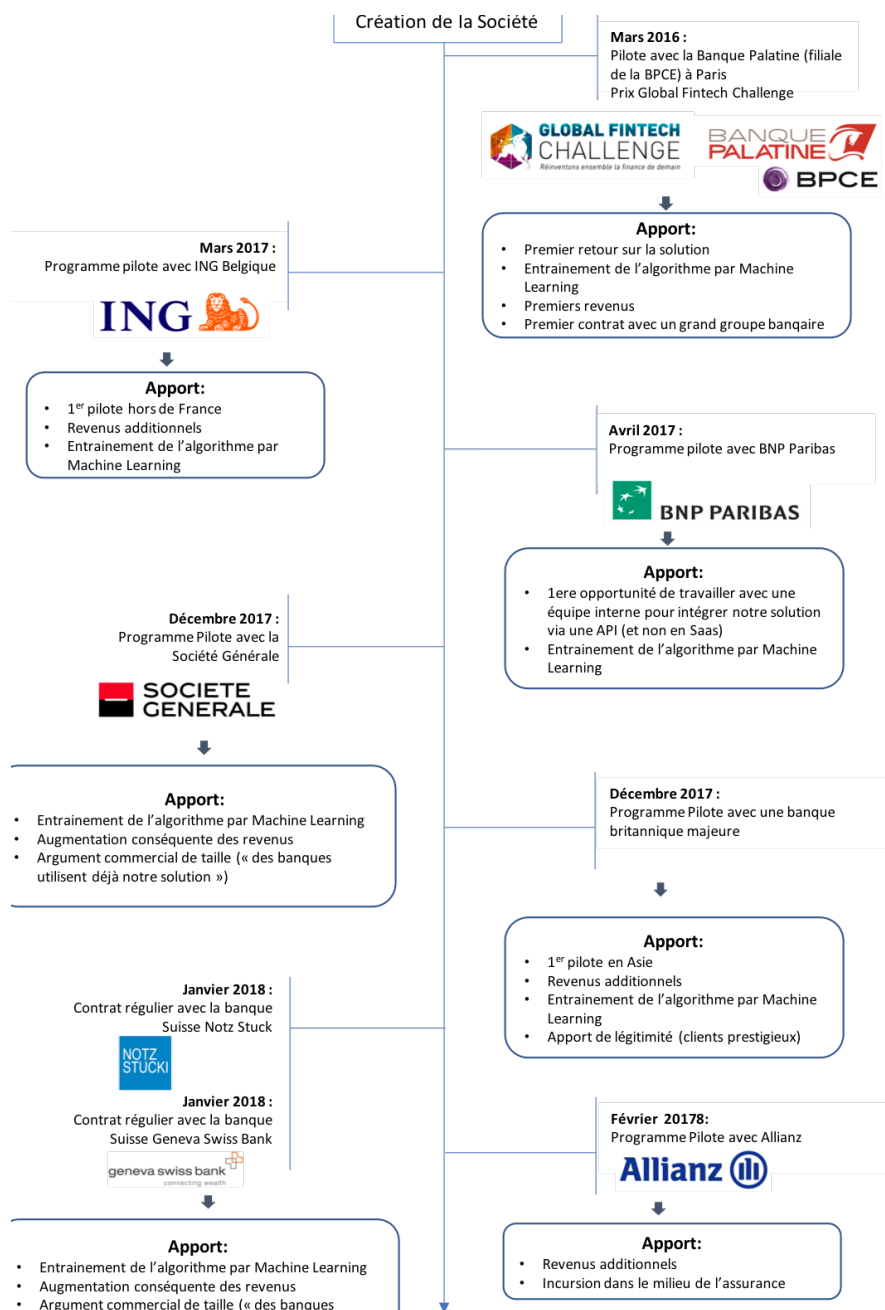 Création de la Société
Mars 2016 :
Pilote avec la Banque Palatine (filiale
de la BPCE) à Paris
Prix Global Fintech Challenge
GLOBAL FINTECH
CHALLENGE
Réinventons ensemble la finance de demain
BANQUE
PALATINE
BPCE
Apport:
• Premier retour sur la solution
• Entrainement de l'algorithme par Machine
Learning
• Premiers revenus
• Premier contrat avec un grand groupe banqaire
Mars 2017 :
Programme pilote avec ING Belgique
ING
Apport:
• 1er pilote hors de France
• Revenus additionnels
• Entrainement de l'algorithme par
Machine Learning
Avril 2017 :
Programme pilote avec BNP Paribas
BNP PARIBAS
Apport:
• 1ere opportunité de travailler avec une
équipe interne pour intégrer notre solution
via une API (et non en Saas)
• Entrainement de l'algorithme par Machine
Learning
Décembre 2017 :
Programme Pilote avec la
Société Générale
SOCIETE
GENERALE
Apport:
• Entrainement de l'algorithme par Machine Learning
• Augmentation conséquente des revenus
• Argument commercial de taille (« des banques
utilisent déjà notre solution »)
Décembre 2017 :
Programme Pilote avec une banque
britannique majeure
Apport:
• 1er pilote en Asie
• Revenus additionnels
• Entrainement de l'algorithme par Machine
Learning
• Apport de légitimité (clients prestigieux)
Janvier 2018 :
Contrat régulier avec la banque
Suisse Notz Stuck
NOTZ
STUCKI
Janvier 2018 :
Contrat régulier avec la banque
Suisse Geneva Swiss Bank
geneva swiss bank
connecting wealth
Apport:
• Entrainement de l'algorithme par Machine Learning
• Augmentation conséquente des revenus
• Argument commercial de taille (« des banques
Février 20178:
Programme Pilote avec Allianz
Allianz
Apport:
• Revenus additionnels
• Incursion dans le milieu de l'assurance